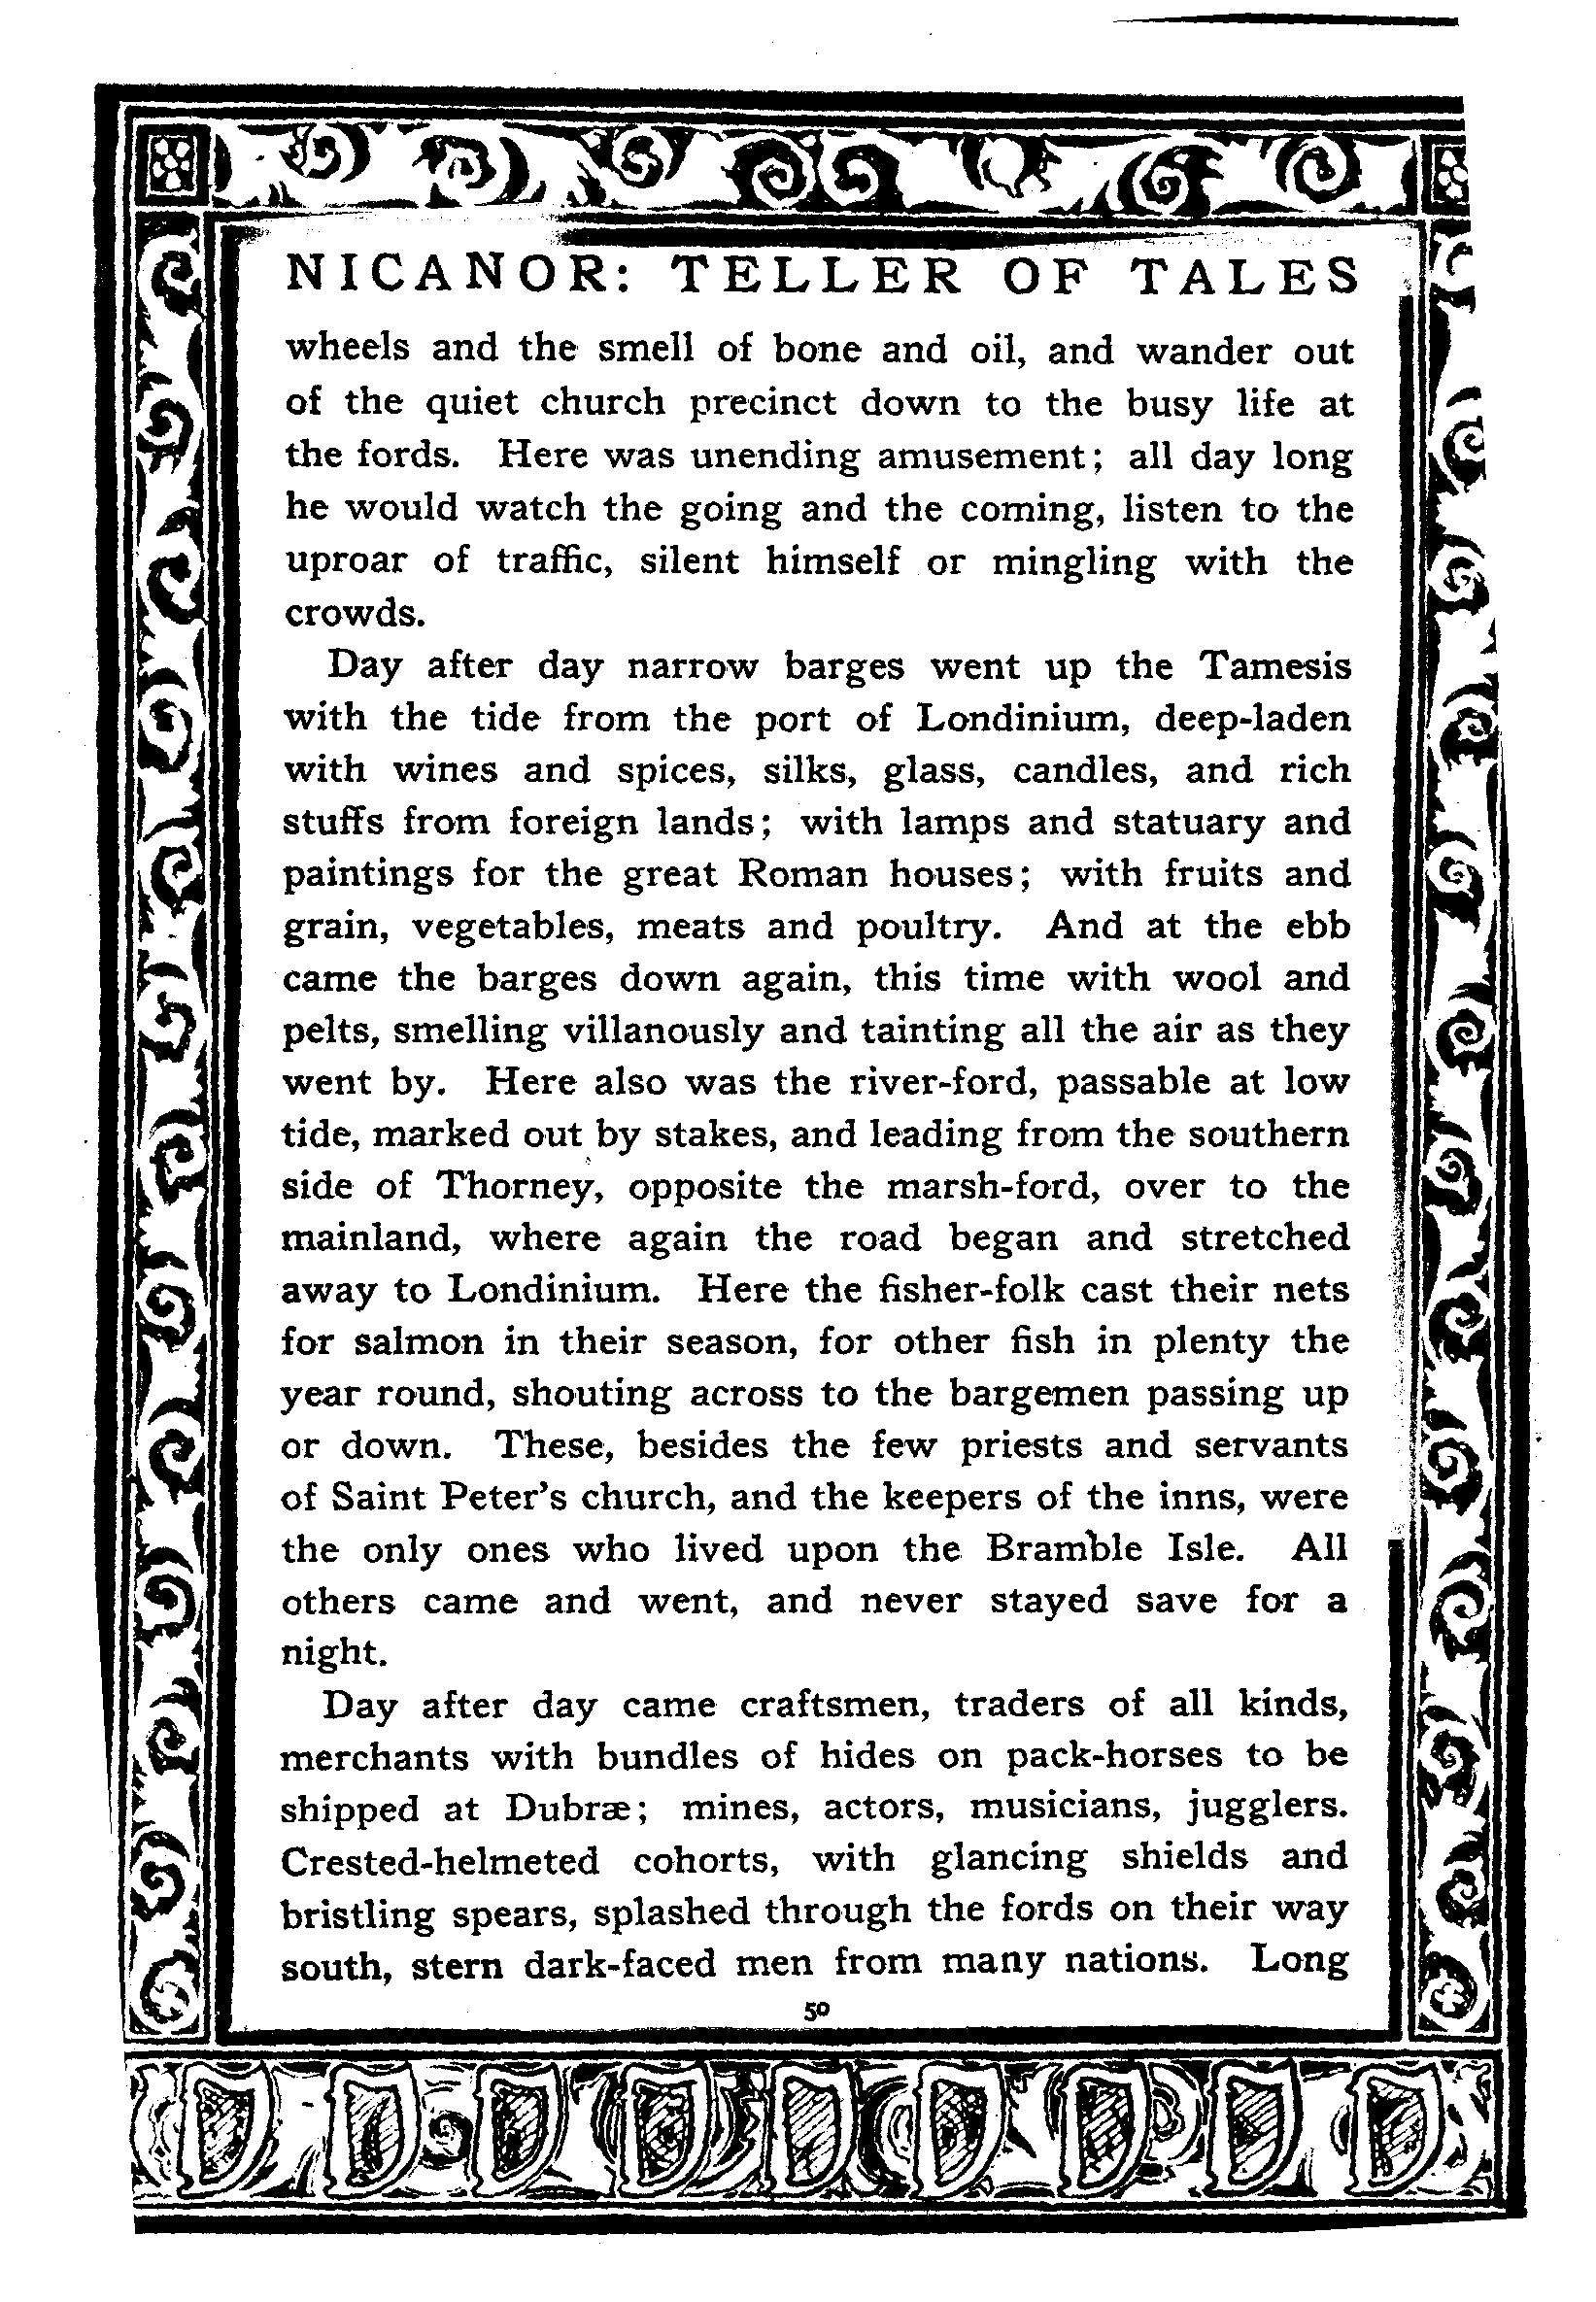 NICANOR: TELLER OF TALES
wheels and the smell of bone and oil, and wander out
of the quiet church precinct down to the busy life at
the fords. Here was unending amusement; all day long
he would watch the going and the coming, listen to the
uproar of traffic, silent himself or mingling with the
crowds.
Day after day narrow barges went up the Tamesis
with the tide from the port of Londinium, deep-laden
with wines and spices, silks, glass, candles, and rich
stuffs from foreign lands; with lamps and statuary and
paintings for the great Roman houses; with fruits and
grain, vegetables, meats and poultry. And at the ebb
came the barges down again, this time with wool and
pelts, smelling villanously and tainting all the air as they
went by. Here also was the river-ford, passable at low
tide, marked out by stakes, and leading from the southern
side of Thorney, opposite the marsh-ford, over to the
mainland, where again the road began and stretched
away to Londinium. Here the fisher-folk cast their nets
for salmon in their season, for other fish in plenty the
year round, shouting across to the bargemen passing up
or down. These, besides the few priests and servants
of Saint Peter's church, and the keepers of the inns, were
the only ones who lived upon the Bramble Isle. All
others came and went, and never stayed save for a
night.
Day after day came craftsmen, traders of all kinds,
merchants with bundles of hides on pack-horses to be
shipped at Dubræ; mines, actors, musicians, jugglers.
Crested-helmeted cohorts, with glancing shields and
bristling spears, splashed through the fords on their way
south, stern dark-faced men from many nations. Long
50